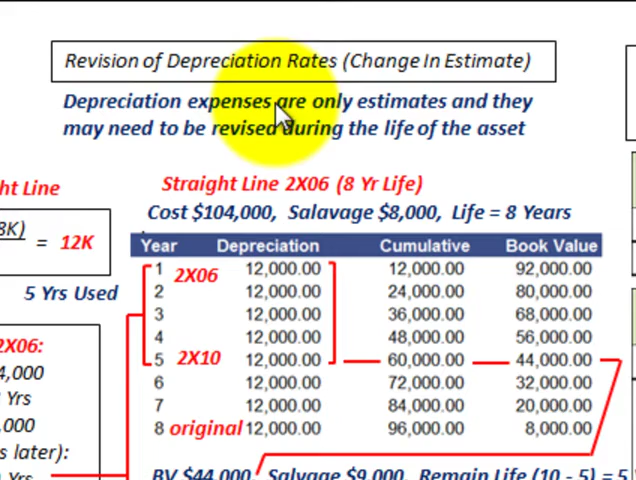 Revision of Depreciation Rates (Change In Estimate)
Depreciation expenses are only estimates and they
may need to be revised during the life of the asset
ht Line
Straight Line 2X06 (8 Yr Life)
Cost $104,000, Salavage $8,000, Life = 8 Years
8K) = 12K
5 Yrs Used
Year Depreciation Cumulative Book Value
1 2X06 12,000.00 12,000.00 92,000.00
2 12,000.00 24,000.00 80,000.00
3 12,000.00 36,000.00 68,000.00
4 12,000.00 48,000.00 56,000.00
5 2X10 12,000.00 60,000.00 44,000.00
6 12,000.00 72,000.00 32,000.00
7 12,000.00 84,000.00 20,000.00
8 original 12,000.00 96,000.00 8,000.00
2X06:
4,000
Yrs
,000
s later):
Yrs
BV $44,000, Salvage $9,000, Remain Life (10 - 5) = 5